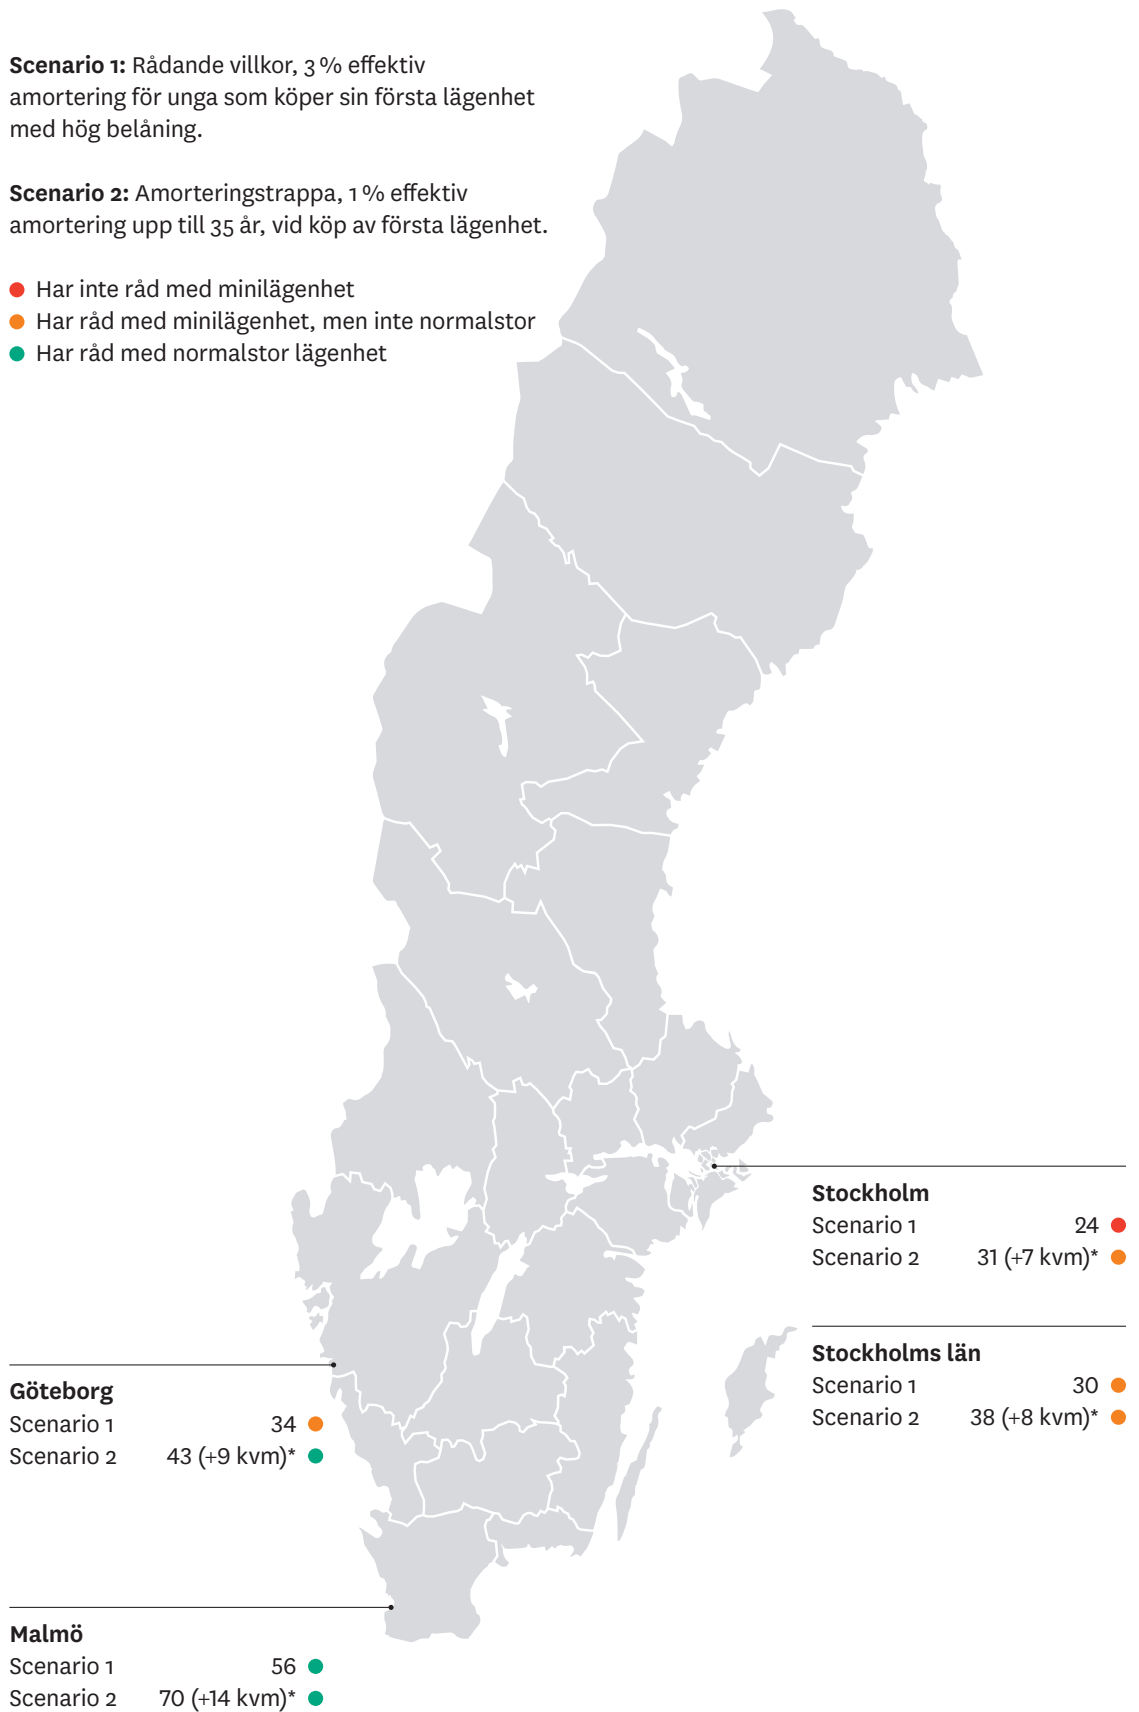 Scenario 1: Rådande villkor, 3 % effektiv
amortering för unga som köper sin första lägenhet
med hög belåning.
Scenario 2: Amorteringstrappa, 1 % effektiv
amortering upp till 35 år, vid köp av första lägenhet.
Har inte råd med minilägenhet
Har råd med minilägenhet, men inte normalstor
Har råd med normalstor lägenhet
Stockholm
Scenario 1 24
Scenario 2 31 (+7 kvm)*
Stockholms län
Scenario 1 30
Scenario 2 38 (+8 kvm)*
Göteborg
Scenario 1 34
Scenario 2 43 (+9 kvm)*
Malmö
Scenario 1 56
Scenario 2 70 (+14 kvm)*